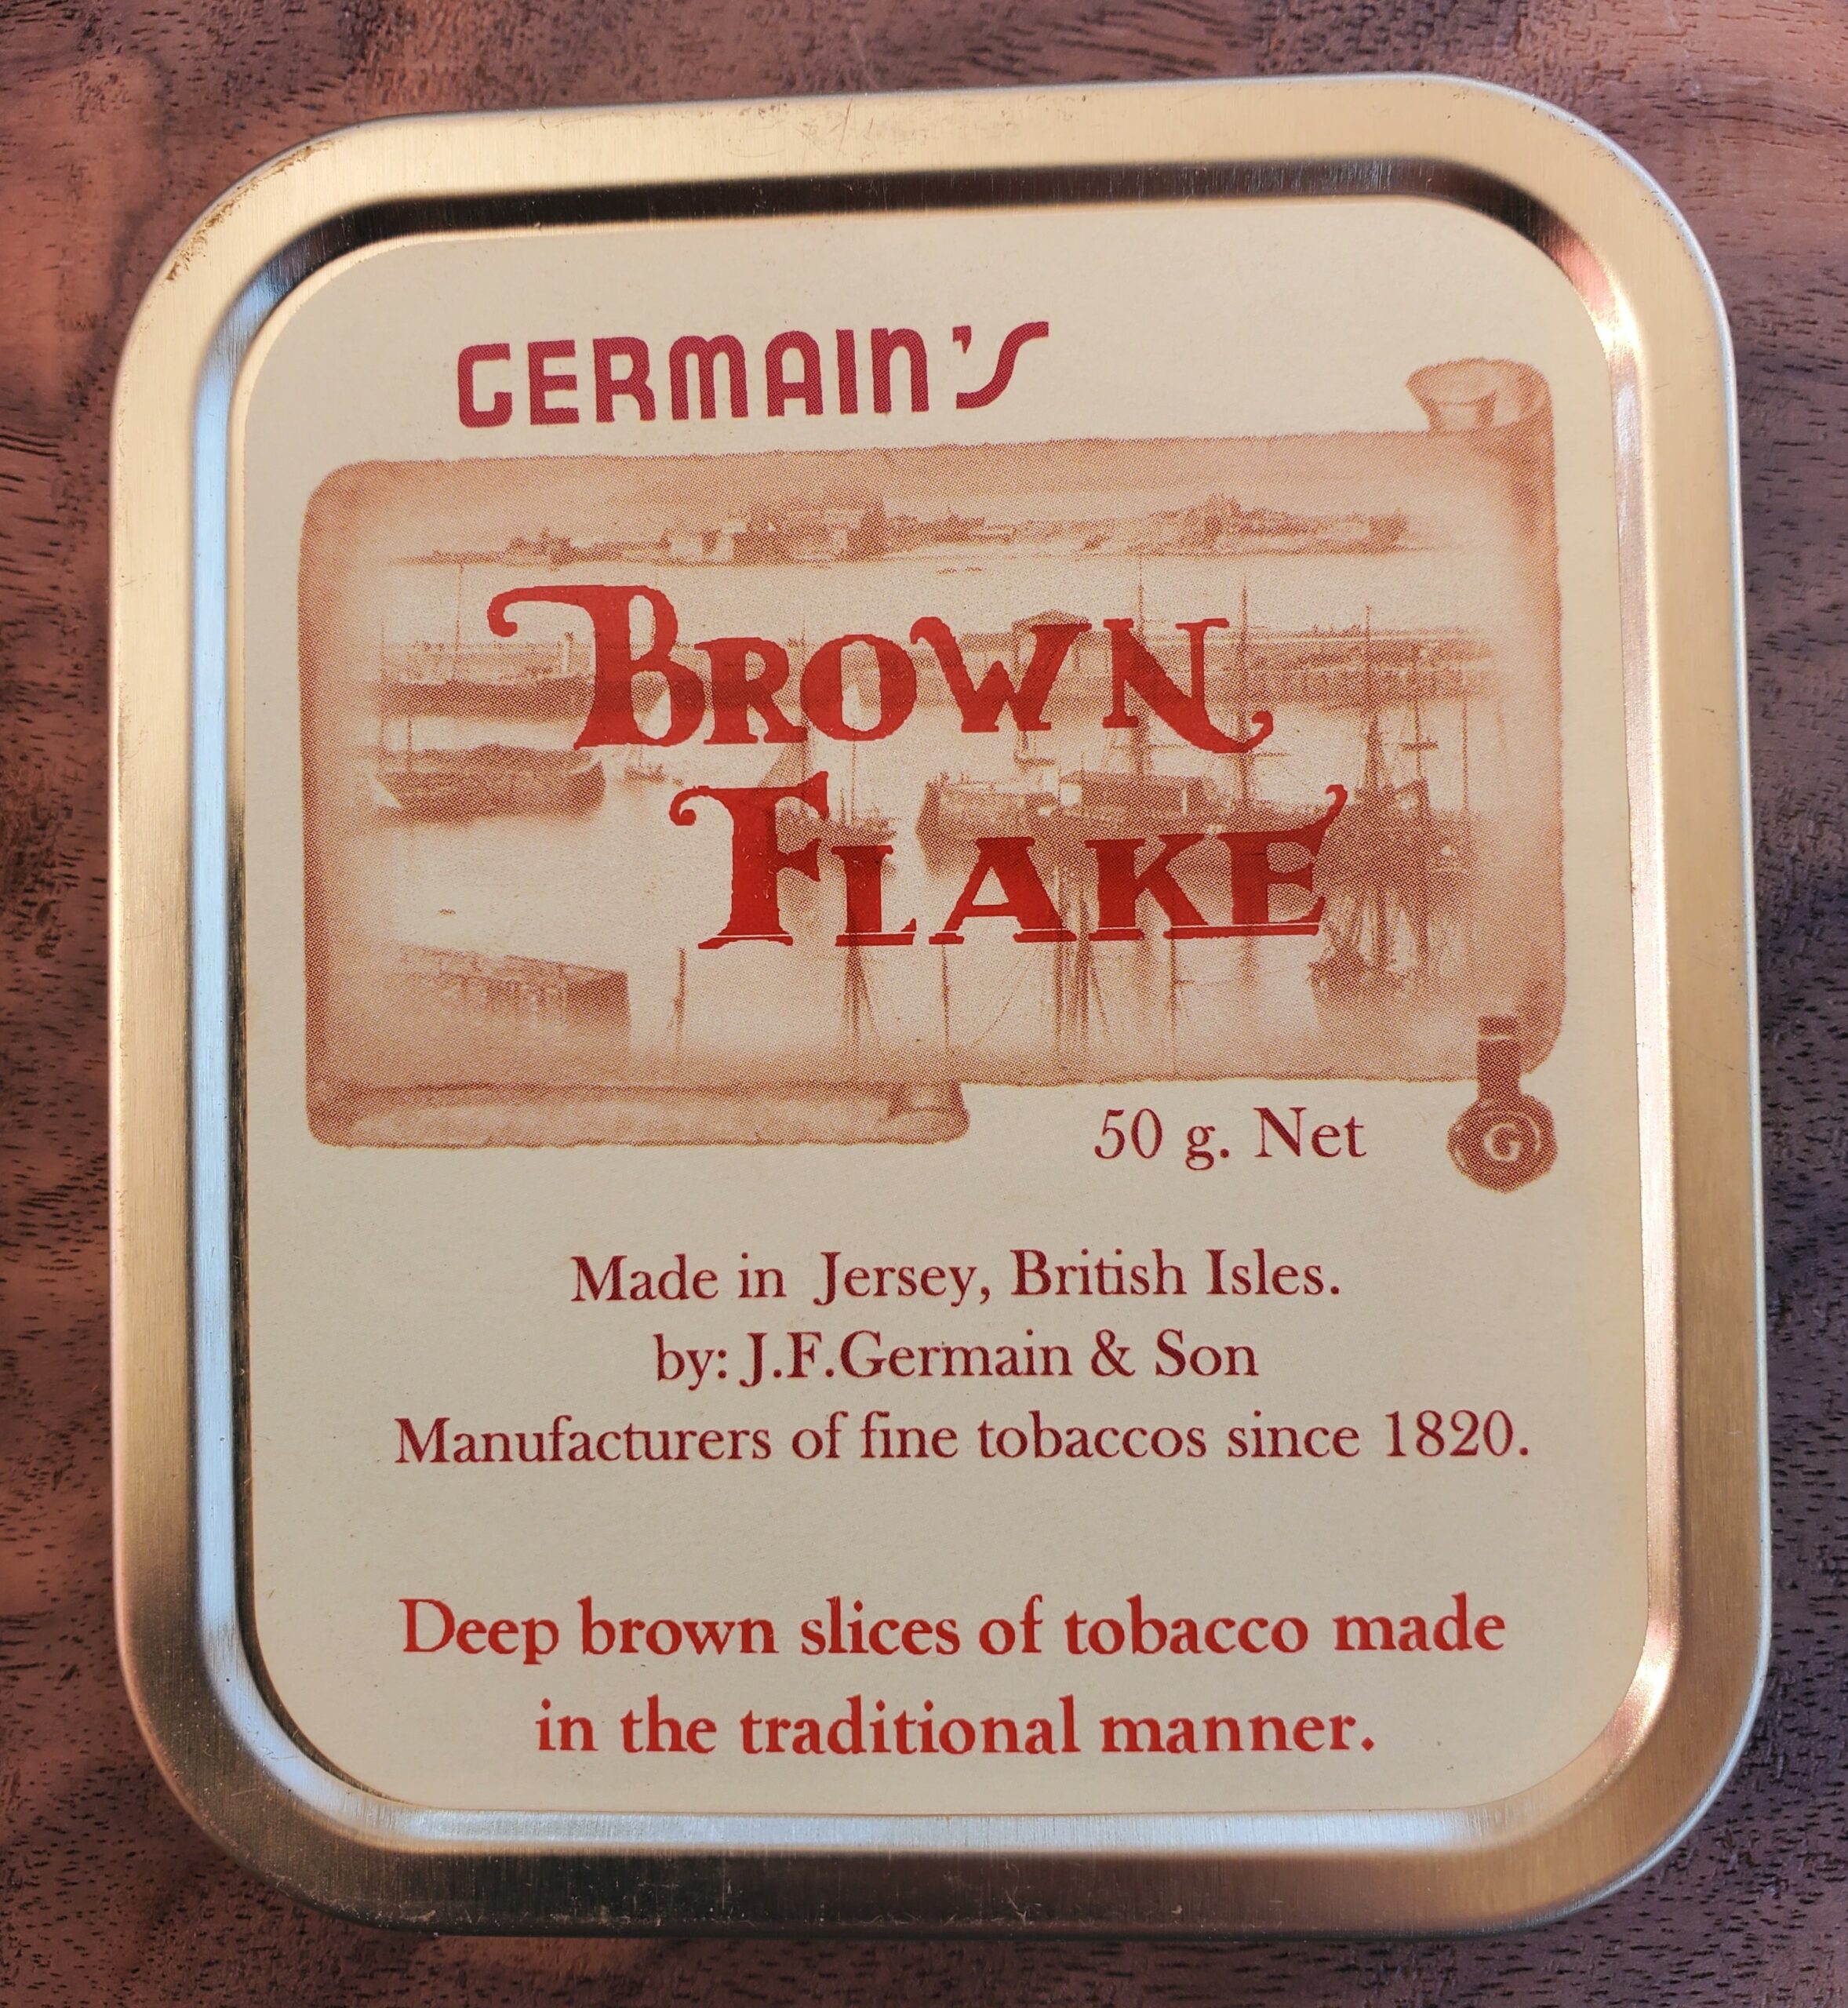 GERMAIN'S
BROWN
FLAKE
50 g. Net
G
Made in Jersey, British Isles.
by: J.F.Germain & Son
Manufacturers of fine tobaccos since 1820.
Deep brown slices of tobacco made
in the traditional manner.